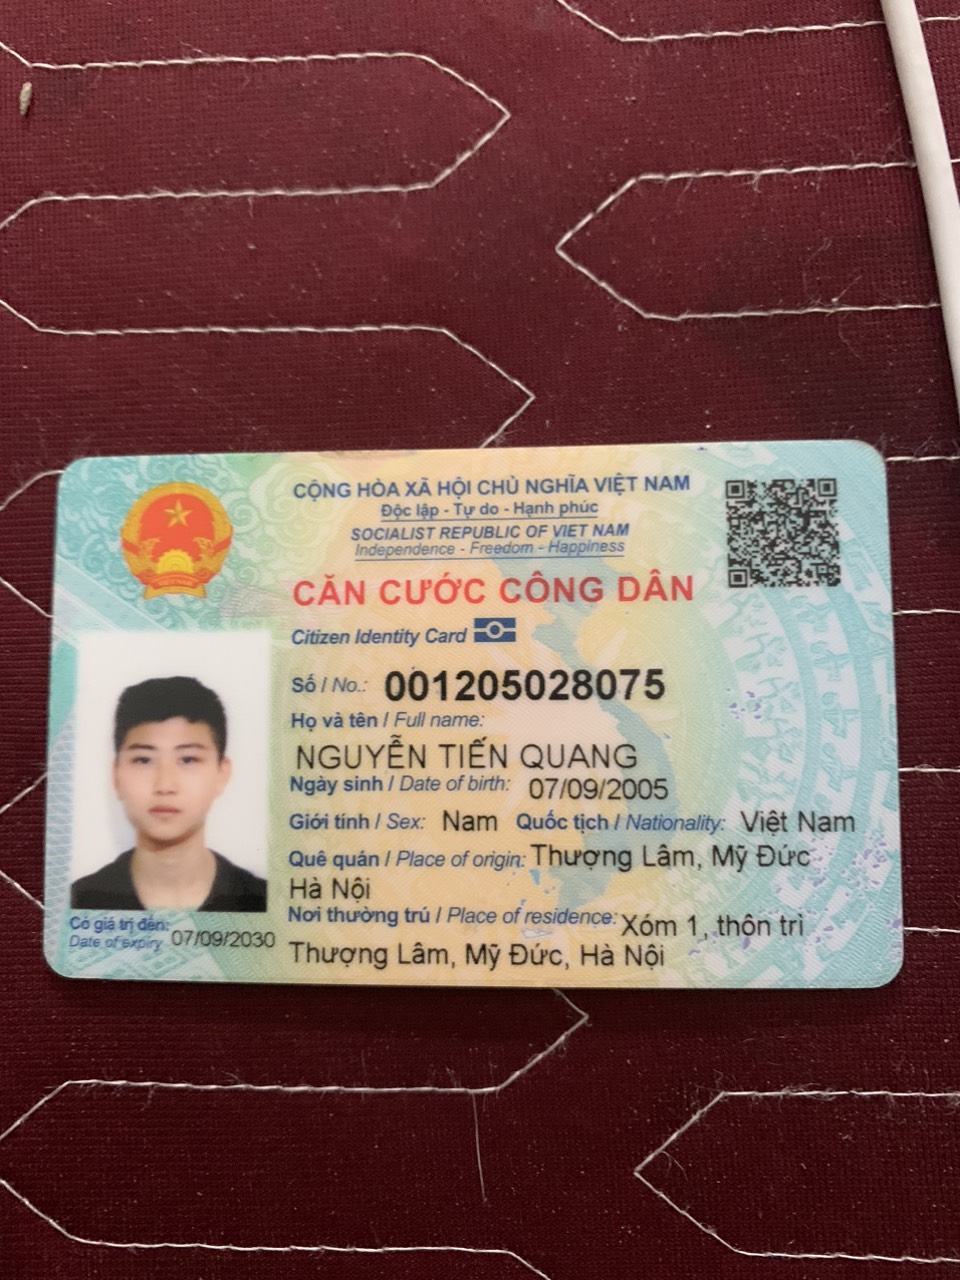 CỘNG HÒA XÃ HỘI CHỦ NGHĨA VIỆT NAM
Độc lập - Tự do - Hạnh phúc
SOCIALIST REPUBLIC OF VIET NAM
Independence - Freedom - Happiness
CĂN CƯỚC CÔNG DÂN
Citizen Identity Card
Số / No.: 001205028075
Họ và tên / Full name:
NGUYỄN TIẾN QUANG
Ngày sinh / Date of birth: 07/09/2005
Giới tính / Sex: Nam Quốc tịch / Nationality: Việt Nam
Quê quán / Place of origin: Thượng Lâm, Mỹ Đức
Hà Nội
Nơi thường trú / Place of residence: Xóm 1, thôn trì
Thượng Lâm, Mỹ Đức, Hà Nội
Có giá trị đến: 07/09/2030
Date of expiry